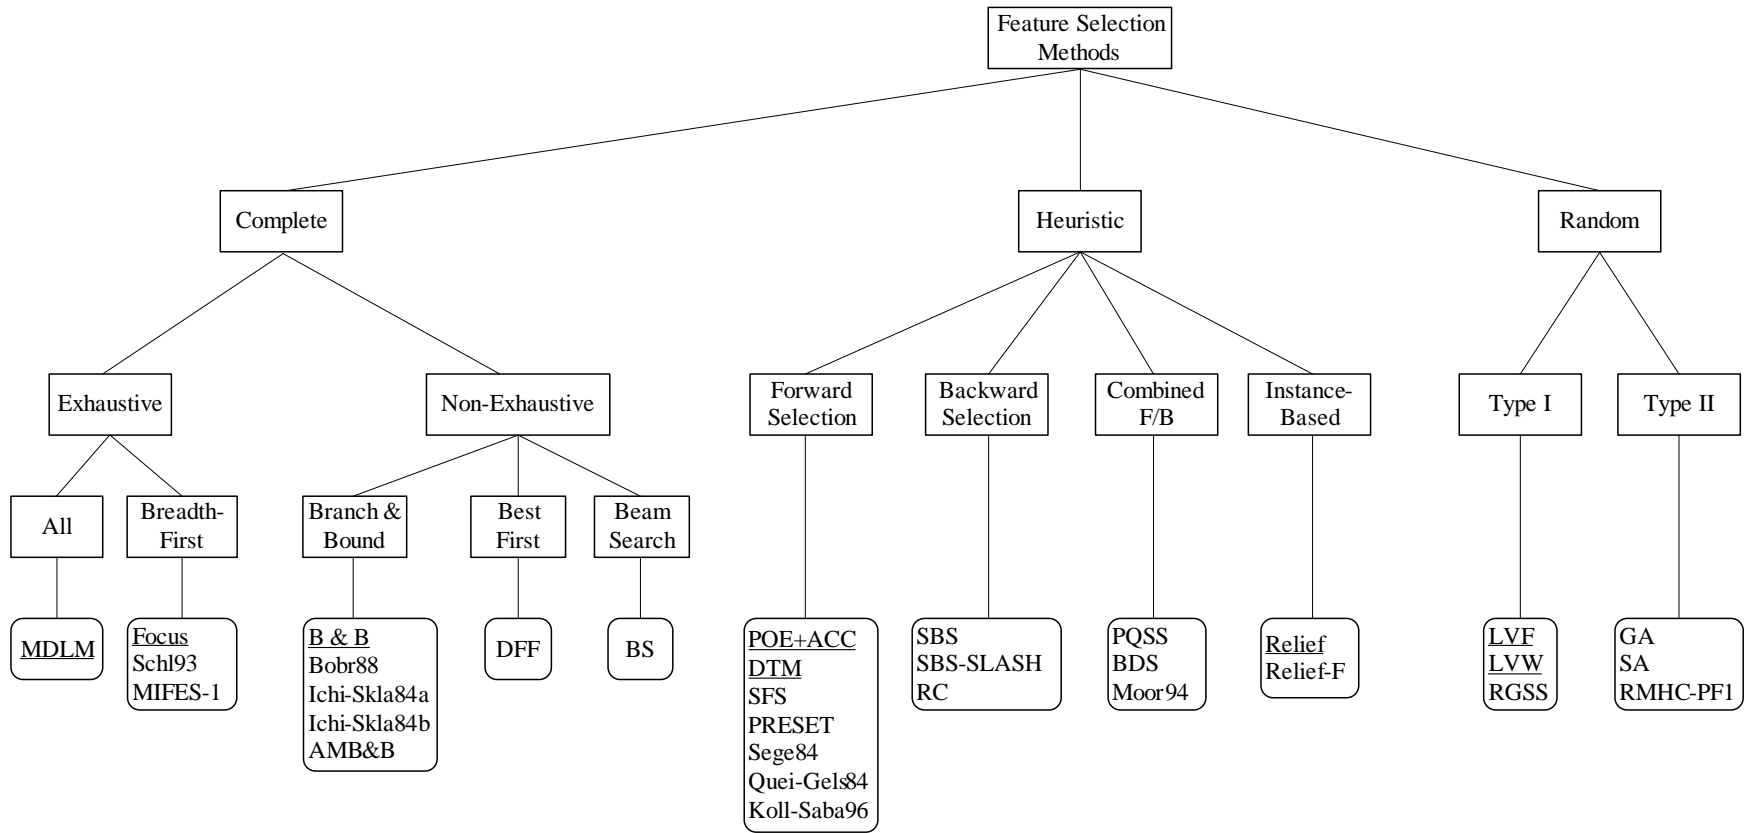 Feature Selection
Methods
Complete
Heuristic
Random
Exhaustive
Non-Exhaustive
Forward
Selection
Backward
Selection
Combined
F/B
Instance-
Based
Type I
Type II
All
Breadth-
First
Branch &
Bound
Best
First
Beam
Search
MDLM
Focus
Schl93
MIFES-1
B & B
Bobr88
Ichi-Skla84a
Ichi-Skla84b
AMB&B
DFF
BS
POE+ACC
DTM
SFS
PRESET
Sege84
Quei-Gels84
Koll-Saba96
SBS
SBS-SLASH
RC
PQSS
BDS
Moor94
Relief
Relief-F
LVF
LVW
RGSS
GA
SA
RMHC-PF1